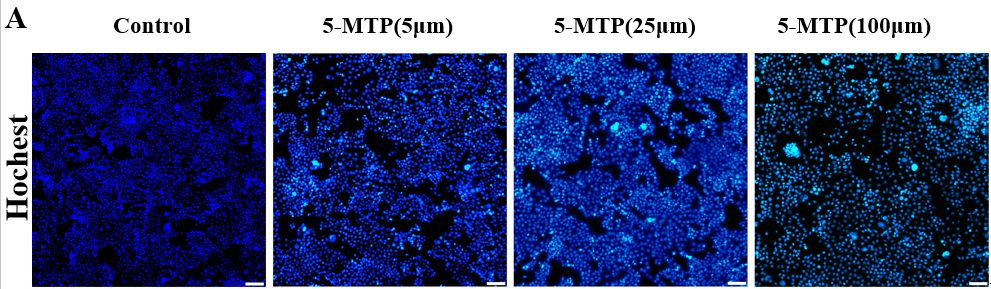 A
Control
5-MTP(5μm)
5-MTP(25μm)
5-MTP(100μm)
Hochest